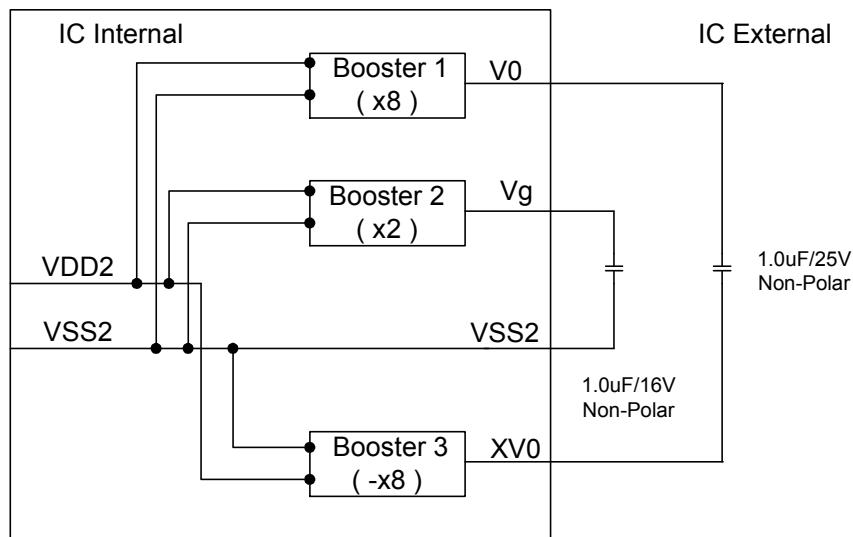 IC Internal
IC External
Booster 1
( x8 )
V0
Booster 2
( x2 )
Vg
VDD2
1.0uF/25V
Non-Polar
VSS2
VSS2
1.0uF/16V
Non-Polar
Booster 3
( -x8 )
XV0